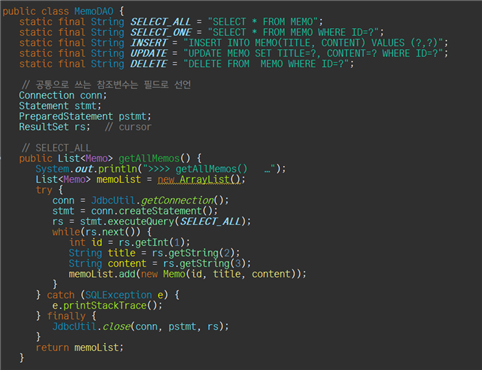 public class MemoDAO {
    static final String SELECT_ALL = "SELECT * FROM MEMO";
    static final String SELECT_ONE = "SELECT * FROM MEMO WHERE ID=?";
    static final String INSERT = "INSERT INTO MEMO(TITLE, CONTENT) VALUES (?,?)";
    static final String UPDATE = "UPDATE MEMO SET TITLE=?, CONTENT=? WHERE ID=?";
    static final String DELETE = "DELETE FROM  MEMO WHERE ID=?";

    // 공통으로 쓰는 참조변수는 필드로 선언
    Connection conn;
    Statement stmt;
    PreparedStatement pstmt;
    ResultSet rs;  // cursor

    // SELECT_ALL
    public List<Memo> getAllMemos() {
        System.out.println(">>>> getAllMemos()  …");
        List<Memo> memoList = new ArrayList();
        try {
            conn = JdbcUtil.getConnection();
            stmt = conn.createStatement();
            rs = stmt.executeQuery(SELECT_ALL);
            while(rs.next()) {
                int id = rs.getInt(1);
                String title = rs.getString(2);
                String content = rs.getString(3);
                memoList.add(new Memo(id, title, content));
            }
        } catch (SQLException e) {
            e.printStackTrace();
        } finally {
            JdbcUtil.close(conn, pstmt, rs);
        }
        return memoList;
    }